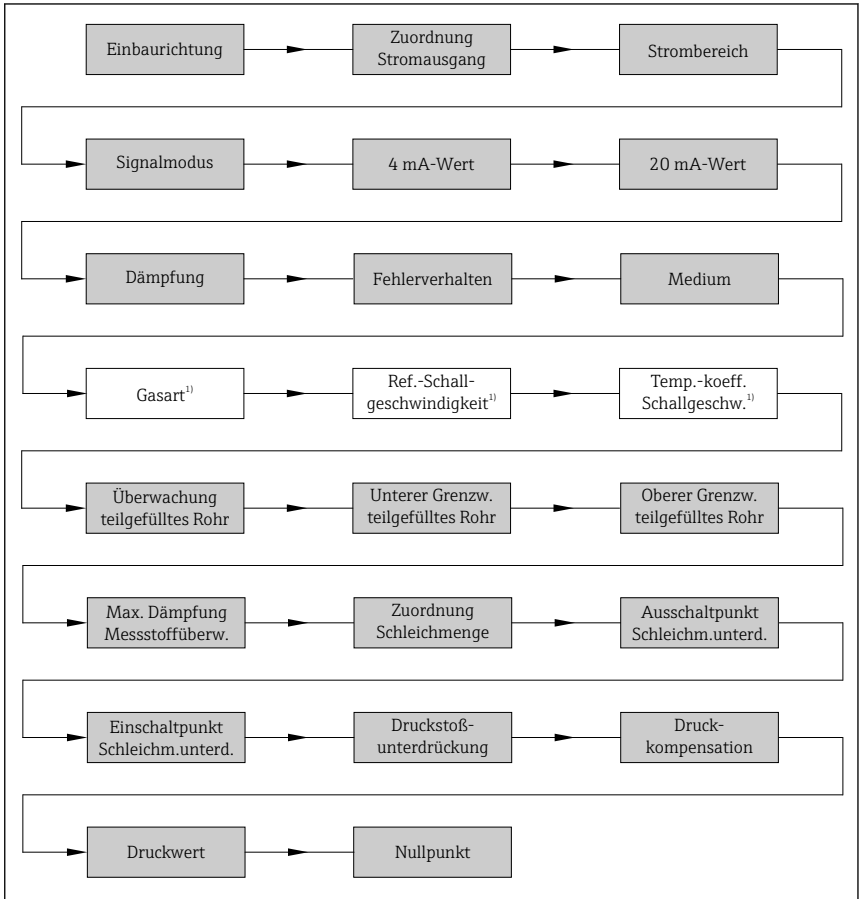 Einbaurichtung
Zuordnung
Stromausgang
Strombereich
Signalmodus
4 mA-Wert
20 mA-Wert
Dämpfung
Fehlerverhalten
Medium
Gasart1)
Ref.-Schall-
geschwindigkeit1)
Temp.-koeff.
Schallgeschw.1)
Überwachung
teilgefülltes Rohr
Unterer Grenzw.
teilgefülltes Rohr
Oberer Grenzw.
teilgefülltes Rohr
Max. Dämpfung
Messstoffüberw.
Zuordnung
Schleichmenge
Ausschaltpunkt
Schleichm.unterd.
Einschaltpunkt
Schleichm.unterd.
Druckstoß-
unterdrückung
Druck-
kompensation
Druckwert
Nullpunkt